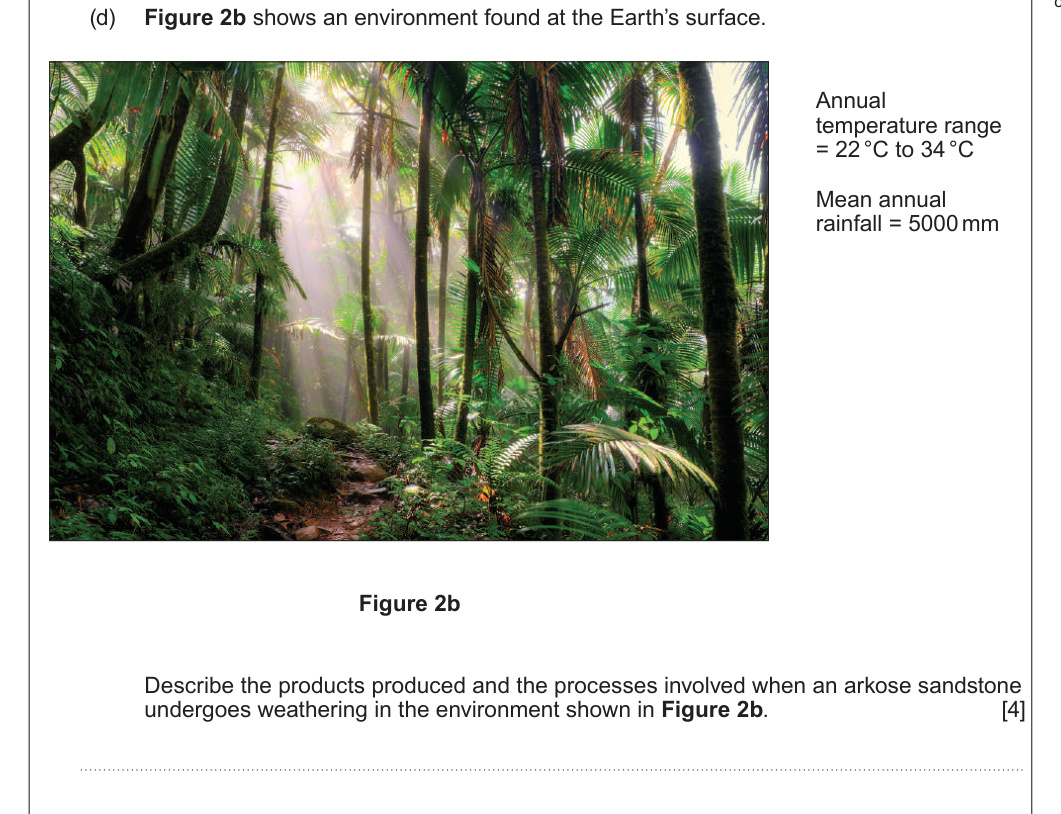 (d) Figure 2b shows an environment found at the Earth’s surface.
Annual
temperature range
= 22 °C to 34 °C
Mean annual
rainfall = 5000 mm
Figure 2b
Describe the products produced and the processes involved when an arkose sandstone
undergoes weathering in the environment shown in Figure 2b. [4]